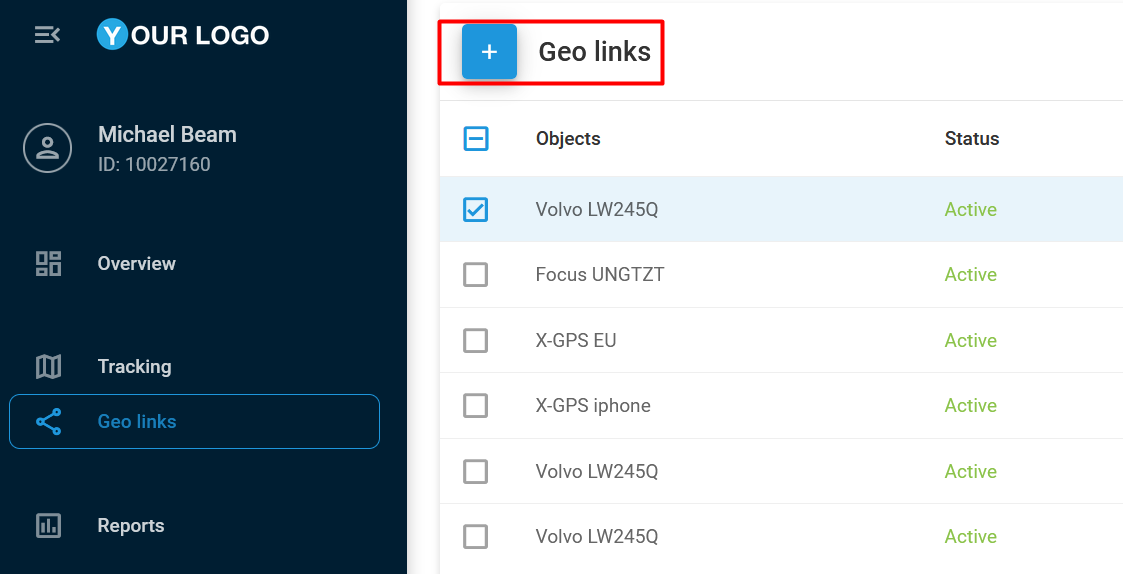 YOUR LOGO
Michael Beam
ID: 10027160
Overview
Tracking
Geo links
Reports
+ Geo links
Objects Status
Volvo LW245Q Active
Focus UNGTZT Active
X-GPS EU Active
X-GPS iphone Active
Volvo LW245Q Active
Volvo LW245Q Active